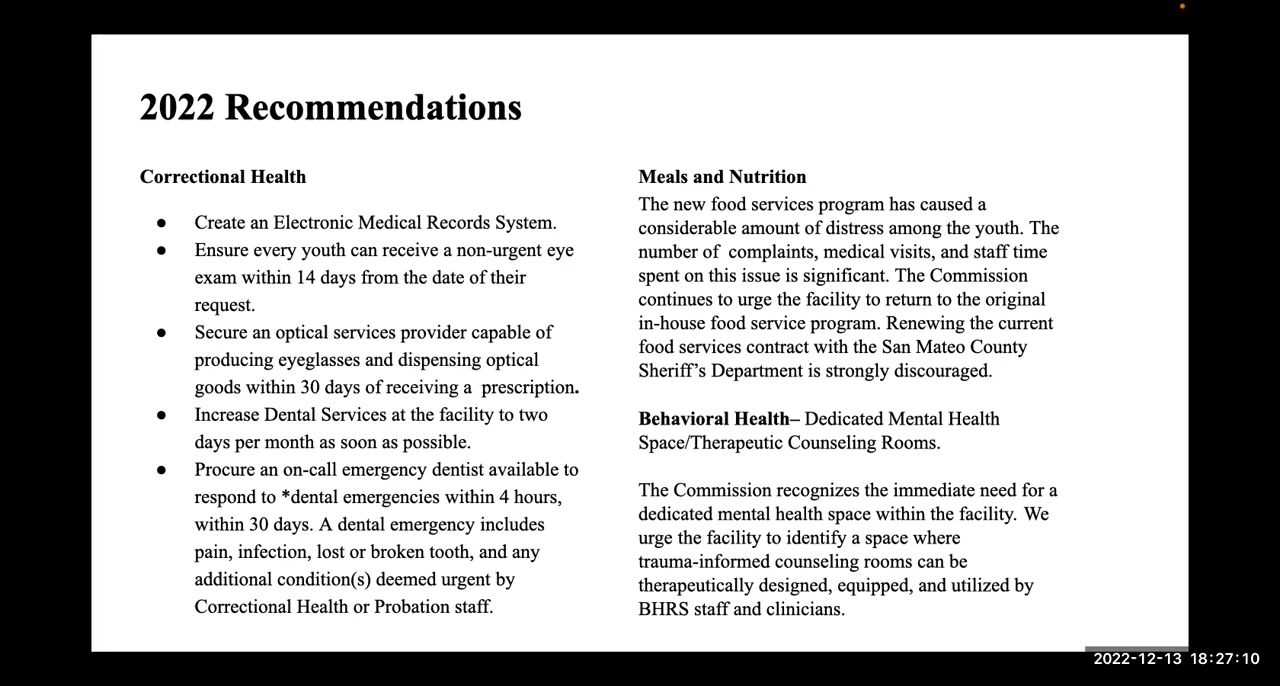 2022 Recommendations
Correctional Health
● Create an Electronic Medical Records System.
● Ensure every youth can receive a non-urgent eye
exam within 14 days from the date of their
request.
● Secure an optical services provider capable of
producing eyeglasses and dispensing optical
goods within 30 days of receiving a  prescription.
● Increase Dental Services at the facility to two
days per month as soon as possible.
● Procure an on-call emergency dentist available to
respond to *dental emergencies within 4 hours,
within 30 days. A dental emergency includes
pain, infection, lost or broken tooth, and any
additional condition(s) deemed urgent by
Correctional Health or Probation staff.
Meals and Nutrition
The new food services program has caused a
considerable amount of distress among the youth. The
number of  complaints, medical visits, and staff time
spent on this issue is significant. The Commission
continues to urge the facility to return to the original
in-house food service program. Renewing the current
food services contract with the San Mateo County
Sheriff’s Department is strongly discouraged.
Behavioral Health– Dedicated Mental Health
Space/Therapeutic Counseling Rooms.
The Commission recognizes the immediate need for a
dedicated mental health space within the facility. We
urge the facility to identify a space where
trauma-informed counseling rooms can be
therapeutically designed, equipped, and utilized by
BHRS staff and clinicians.
2022-12-13 18:27:10